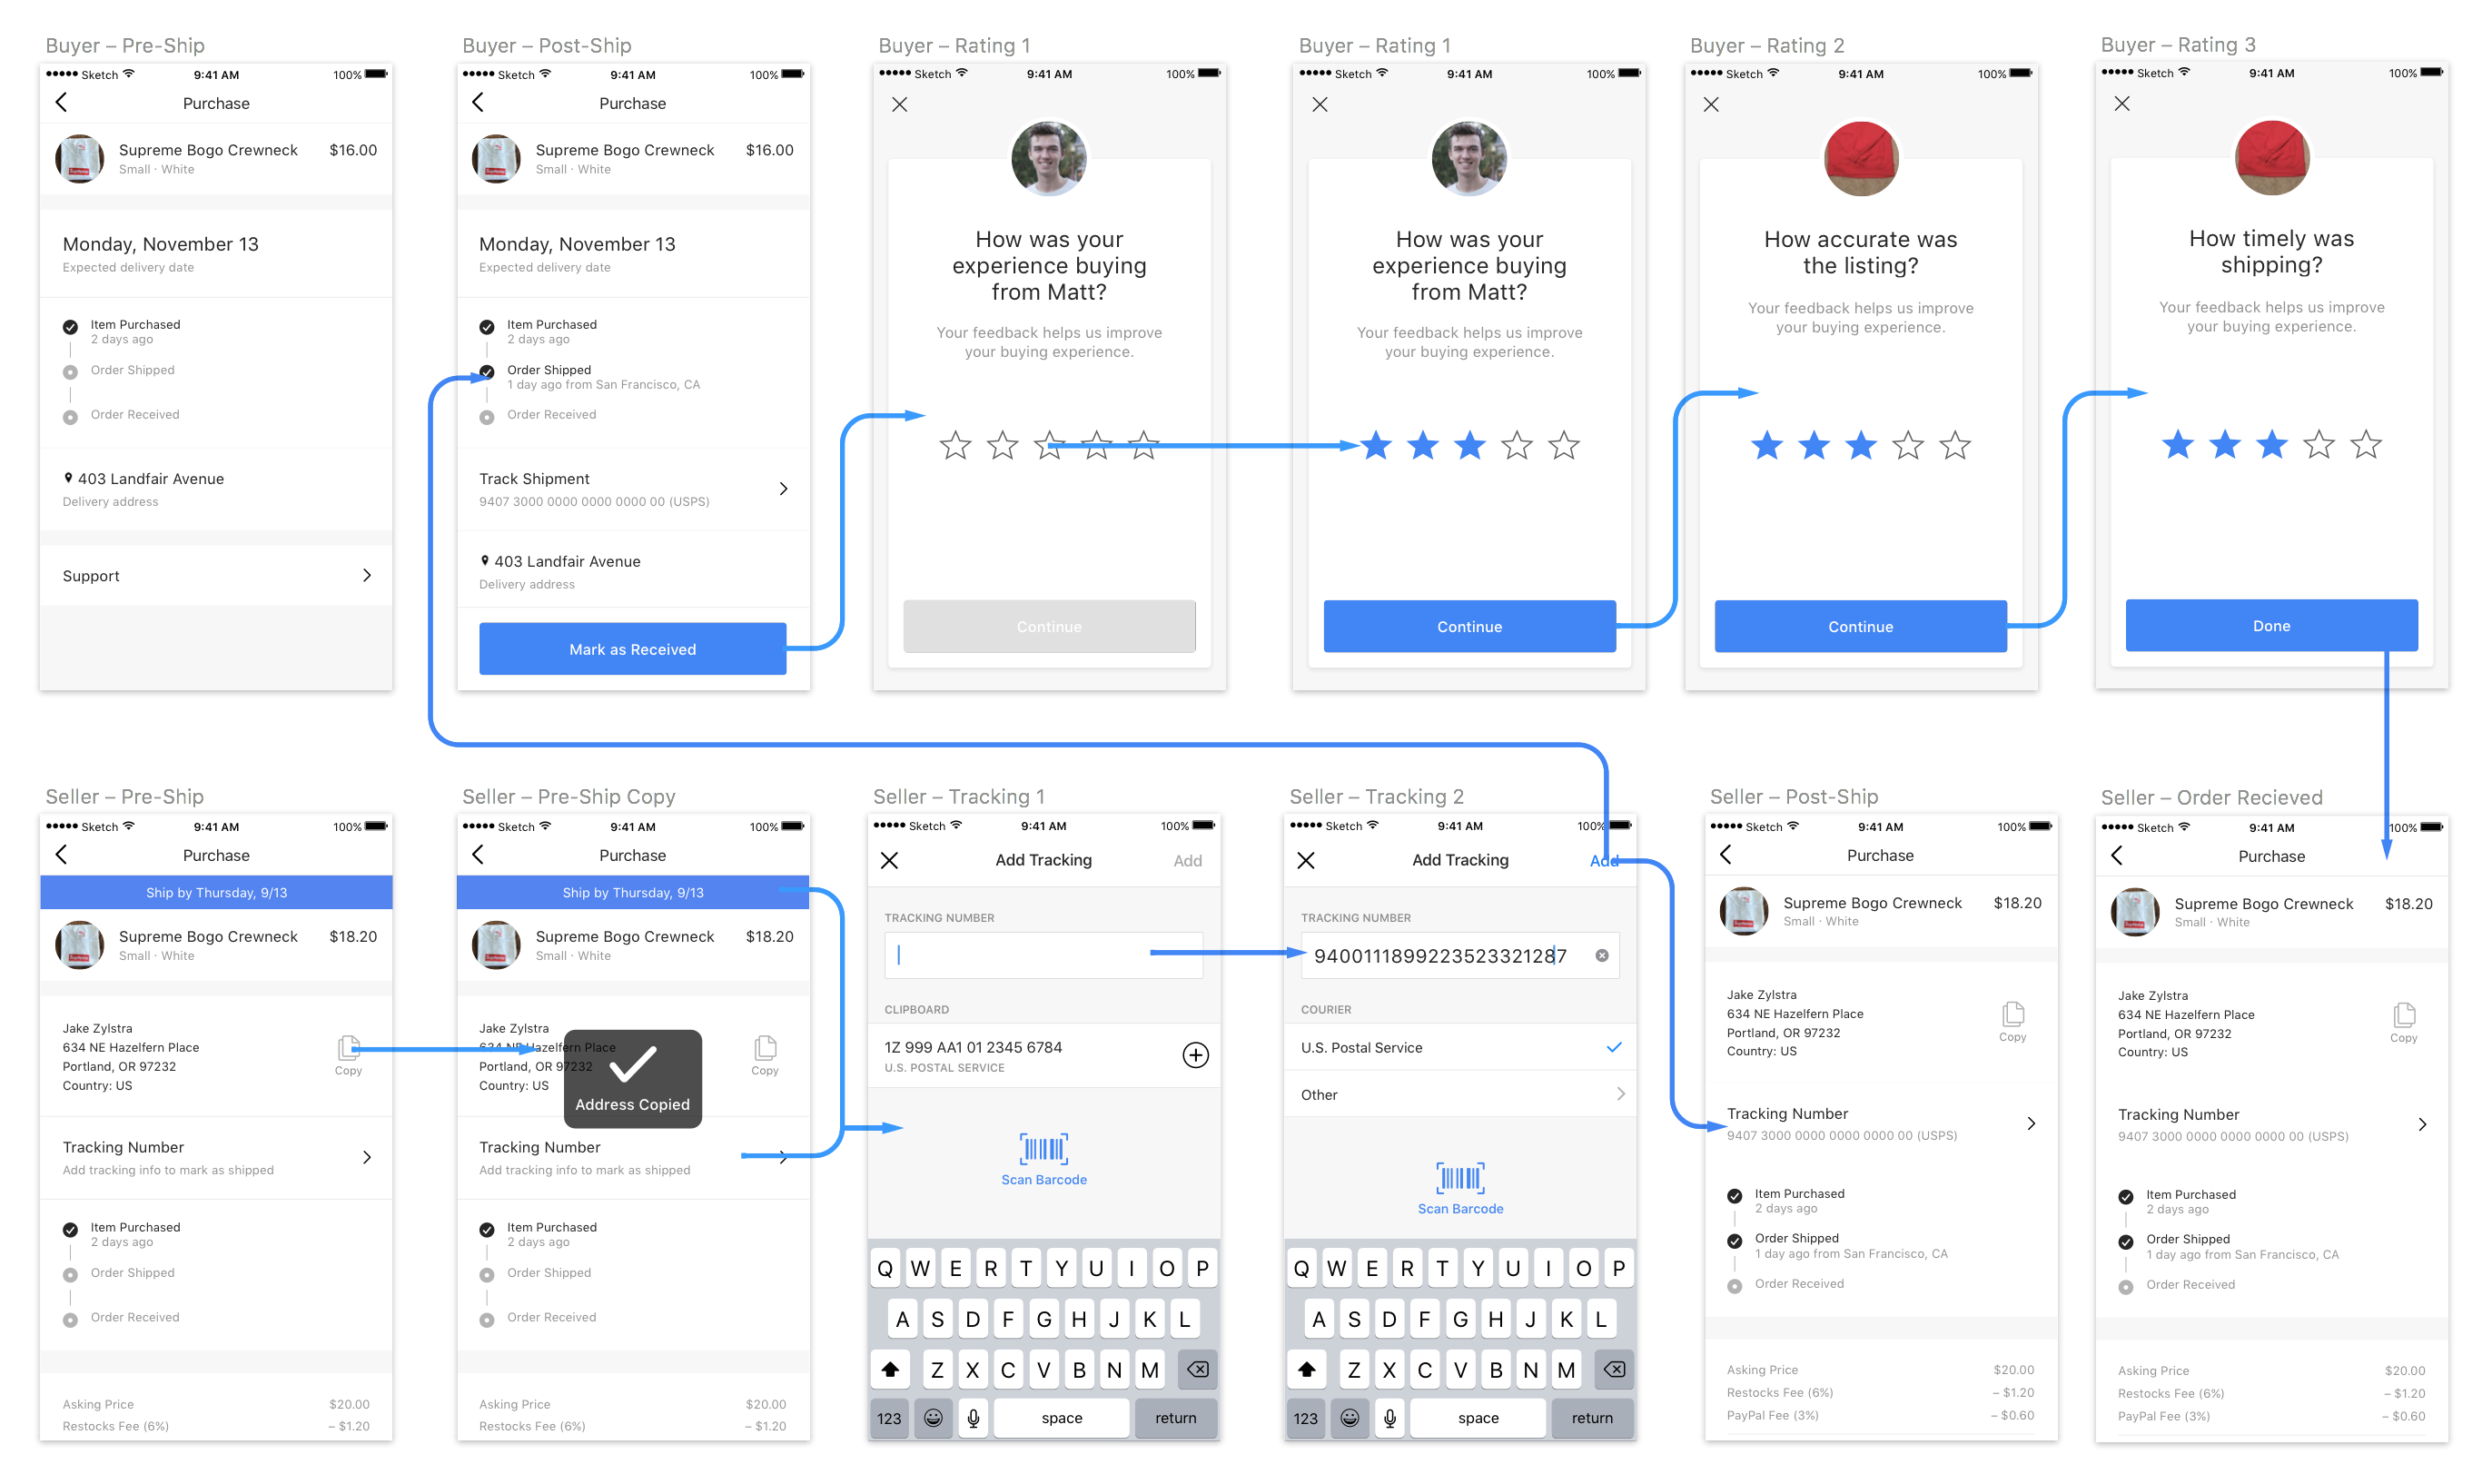 Buyer – Pre-Ship
Sketch 9:41 AM 100%
Purchase
Supreme Bogo Crewneck $16.00
Small · White
Monday, November 13
Expected delivery date
Item Purchased
2 days ago
Order Shipped
Order Received
403 Landfair Avenue
Delivery address
Support
Buyer – Post-Ship
Sketch 9:41 AM 100%
Purchase
Supreme Bogo Crewneck $16.00
Small · White
Monday, November 13
Expected delivery date
Item Purchased
2 days ago
Order Shipped
1 day ago from San Francisco, CA
Order Received
Track Shipment
9407 3000 0000 0000 0000 00 (USPS)
403 Landfair Avenue
Delivery address
Mark as Received
Buyer – Rating 1
Sketch 9:41 AM 100%
How was your
experience buying
from Matt?
Your feedback helps us improve
your buying experience.
Continue
Buyer – Rating 1
Sketch 9:41 AM 100%
How was your
experience buying
from Matt?
Your feedback helps us improve
your buying experience.
Continue
Buyer – Rating 2
Sketch 9:41 AM 100%
How accurate was
the listing?
Your feedback helps us improve
your buying experience.
Continue
Buyer – Rating 3
Sketch 9:41 AM 100%
How timely was
shipping?
Your feedback helps us improve
your buying experience.
Done
Seller – Pre-Ship
Sketch 9:41 AM 100%
Purchase
Ship by Thursday, 9/13
Supreme Bogo Crewneck $18.20
Small · White
Jake Zylstra
634 NE Hazelfern Place
Portland, OR 97232
Country: US
Copy
Tracking Number
Add tracking info to mark as shipped
Item Purchased
2 days ago
Order Shipped
Order Received
Asking Price $20.00
Restocks Fee (6%) – $1.20
Seller – Pre-Ship Copy
Sketch 9:41 AM 100%
Purchase
Ship by Thursday, 9/13
Supreme Bogo Crewneck $18.20
Small · White
Jake Zylstra
634 NE Hazelfern Place
Portland, OR 97232
Country: US
Copy
Address Copied
Tracking Number
Add tracking info to mark as shipped
Item Purchased
2 days ago
Order Shipped
Order Received
Asking Price $20.00
Restocks Fee (6%) – $1.20
Seller – Tracking 1
Sketch 9:41 AM 100%
Add Tracking Add
TRACKING NUMBER
CLIPBOARD
1Z 999 AA1 01 2345 6784
U.S. POSTAL SERVICE
Scan Barcode
Q W E R T Y U I O P
A S D F G H J K L
Z X C V B N M
123 space return
Seller – Tracking 2
Sketch 9:41 AM 100%
Add Tracking Add
TRACKING NUMBER
9400111899223523321287
COURIER
U.S. Postal Service
Other
Scan Barcode
Q W E R T Y U I O P
A S D F G H J K L
Z X C V B N M
123 space return
Seller – Post-Ship
Sketch 9:41 AM 100%
Purchase
Supreme Bogo Crewneck $18.20
Small · White
Jake Zylstra
634 NE Hazelfern Place
Portland, OR 97232
Country: US
Copy
Tracking Number
9407 3000 0000 0000 0000 00 (USPS)
Item Purchased
2 days ago
Order Shipped
1 day ago from San Francisco, CA
Order Received
Asking Price $20.00
Restocks Fee (6%) – $1.20
PayPal Fee (3%) – $0.60
Seller – Order Recieved
Sketch 9:41 AM 100%
Purchase
Supreme Bogo Crewneck $18.20
Small · White
Jake Zylstra
634 NE Hazelfern Place
Portland, OR 97232
Country: US
Copy
Tracking Number
9407 3000 0000 0000 0000 00 (USPS)
Item Purchased
2 days ago
Order Shipped
1 day ago from San Francisco, CA
Order Received
Asking Price $20.00
Restocks Fee (6%) – $1.20
PayPal Fee (3%) – $0.60